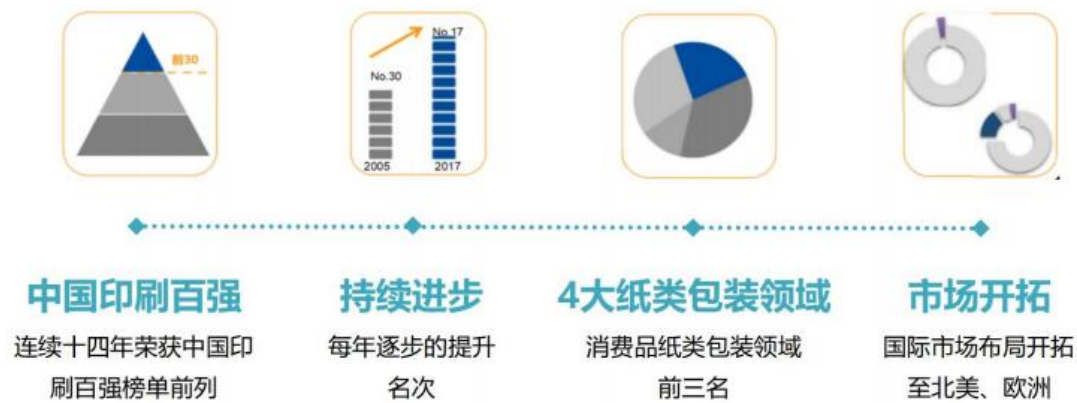 前30
No.17
No.30
2005
2017
中国印刷百强
连续十四年荣获中国印
刷百强榜单前列
持续进步
每年逐步的提升
名次
4大纸类包装领域
消费品纸类包装领域
前三名
市场开拓
国际市场布局开拓
至北美、欧洲